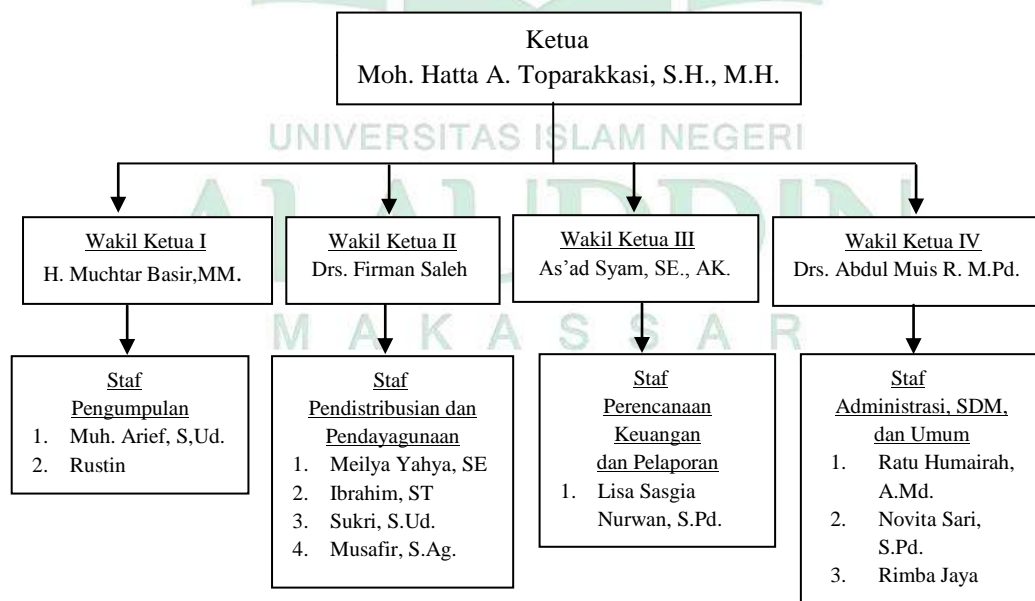 Ketua
Moh. Hatta A. Toparakkasi, S.H., M.H.
UNIVERSITAS ISLAM NEGERI
ALAUDDIN
MAKASSAR
Wakil Ketua I
H. Muchtar Basir,MM.
Wakil Ketua II
Drs. Firman Saleh
Wakil Ketua III
As'ad Syam, SE., AK.
Wakil Ketua IV
Drs. Abdul Muis R. M.Pd.
Staf
Pengumpulan
1. Muh. Arief, S,Ud.
2. Rustin
Staf
Pendistribusian dan
Pendayagunaan
1. Meilya Yahya, SE
2. Ibrahim, ST
3. Sukri, S.Ud.
4. Musafir, S.Ag.
Staf
Perencanaan
Keuangan
dan Pelaporan
1. Lisa Sasgia
Nurwan, S.Pd.
Staf
Administrasi, SDM,
dan Umum
1. Ratu Humairah,
A.Md.
2. Novita Sari,
S.Pd.
3. Rimba Jaya